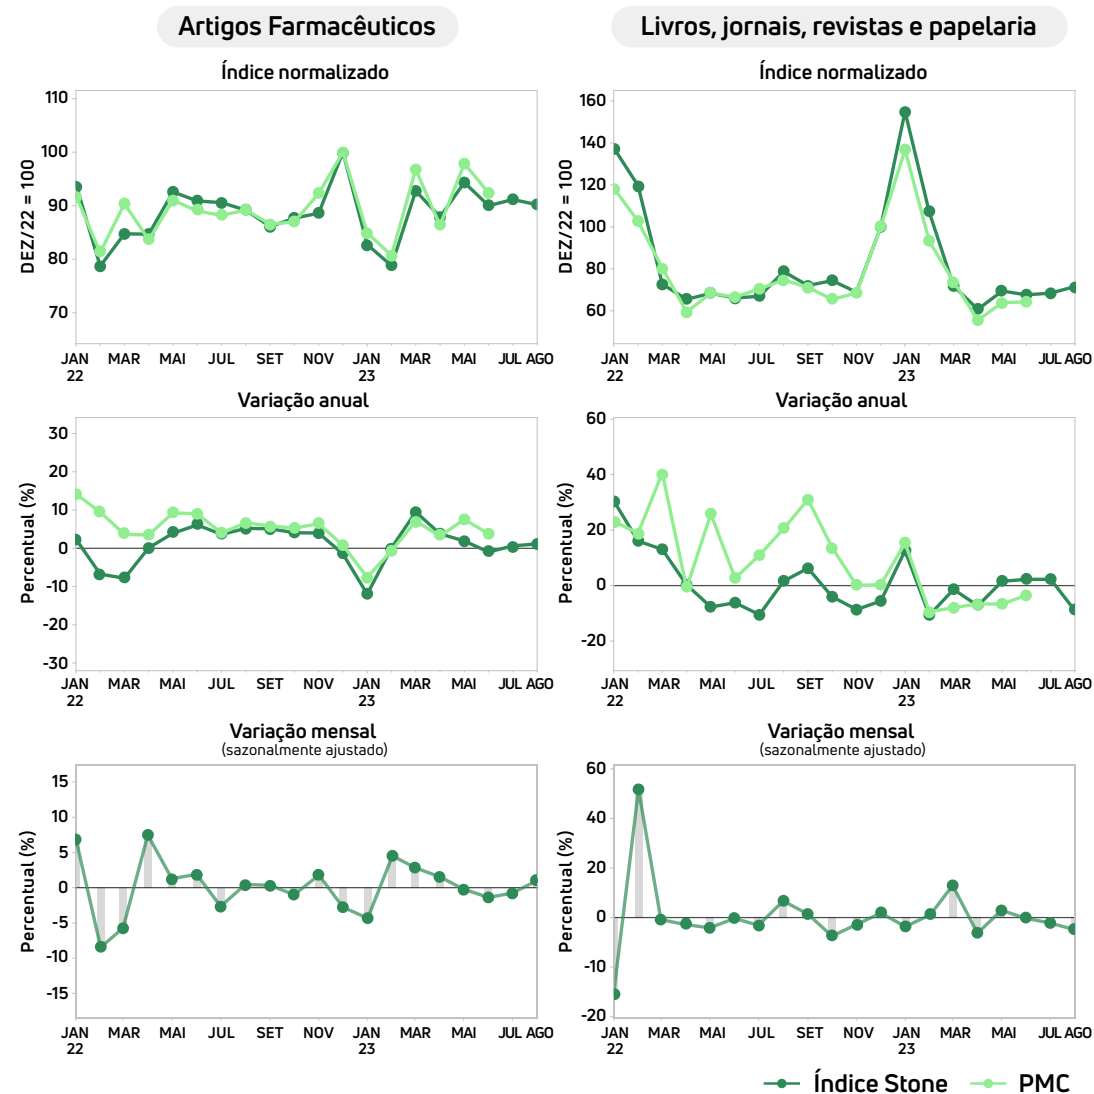 Artigos Farmacêuticos
Índice normalizado
DEZ/22 = 100
110
100
90
80
70
JAN MAR MAI JUL SET NOV JAN MAR MAI JUL AGO
22 23
Variação anual
Percentual (%)
30
20
10
0
-10
-20
-30
JAN MAR MAI JUL SET NOV JAN MAR MAI JUL AGO
22 23
Variação mensal
(sazonalmente ajustado)
Percentual (%)
15
10
5
0
-5
-10
-15
JAN MAR MAI JUL SET NOV JAN MAR MAI JUL AGO
22 23
Livros, jornais, revistas e papelaria
Índice normalizado
DEZ/22 = 100
160
140
120
100
80
60
JAN MAR MAI JUL SET NOV JAN MAR MAI JUL AGO
22 23
Variação anual
Percentual (%)
60
40
20
0
-20
JAN MAR MAI JUL SET NOV JAN MAR MAI JUL AGO
22 23
Variação mensal
(sazonalmente ajustado)
Percentual (%)
60
40
20
0
-10
-20
JAN MAR MAI JUL SET NOV JAN MAR MAI JUL AGO
22 23
Índice Stone PMC